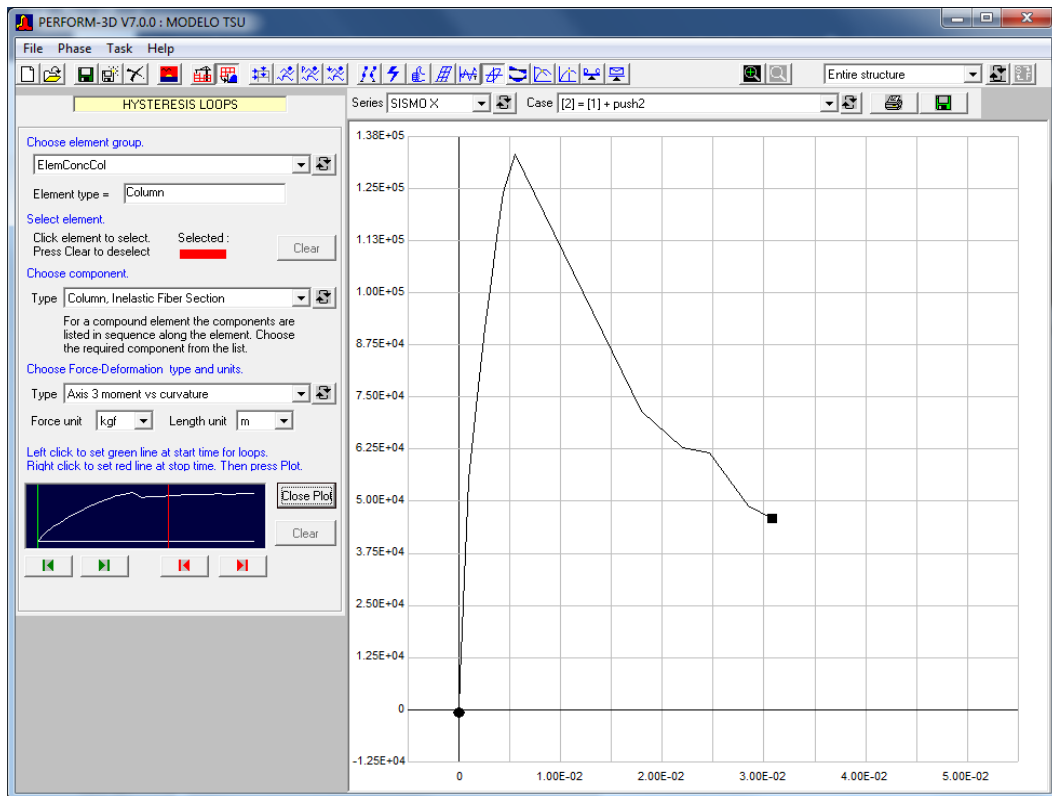 PERFORM-3D V7.0.0 : MODELO TSU
File Phase Task Help
Entire structure
HYSTERESIS LOOPS
Series SISMO X Case [2] = [1] + push2
Choose element group.
ElemConcCol
Element type = Column
Select element.
Click element to select. Selected :
Press Clear to deselect
Clear
Choose component.
Type Column, Inelastic Fiber Section
For a compound element the components are
listed in sequence along the element. Choose
the required component from the list.
Choose Force-Deformation type and units.
Type Axis 3 moment vs curvature
Force unit kgf Length unit m
Left click to set green line at start time for loops.
Right click to set red line at stop time. Then press Plot.
Close Plot
Clear
1.38E+05
1.25E+05
1.13E+05
1.00E+05
8.75E+04
7.50E+04
6.25E+04
5.00E+04
3.75E+04
2.50E+04
1.25E+04
0
-1.25E+04
0 1.00E-02 2.00E-02 3.00E-02 4.00E-02 5.00E-02